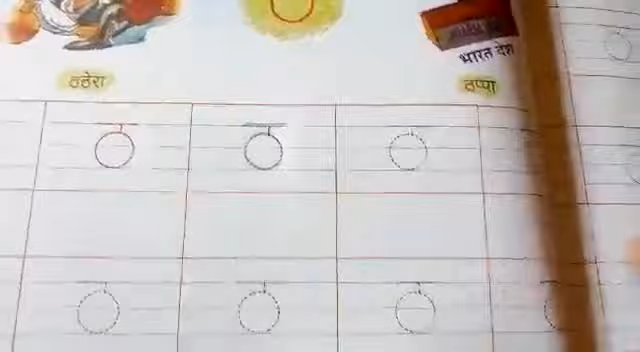 भारत देश
ठठेरा
ठप्पा
ठ ठ ठ
ठ ठ ठ